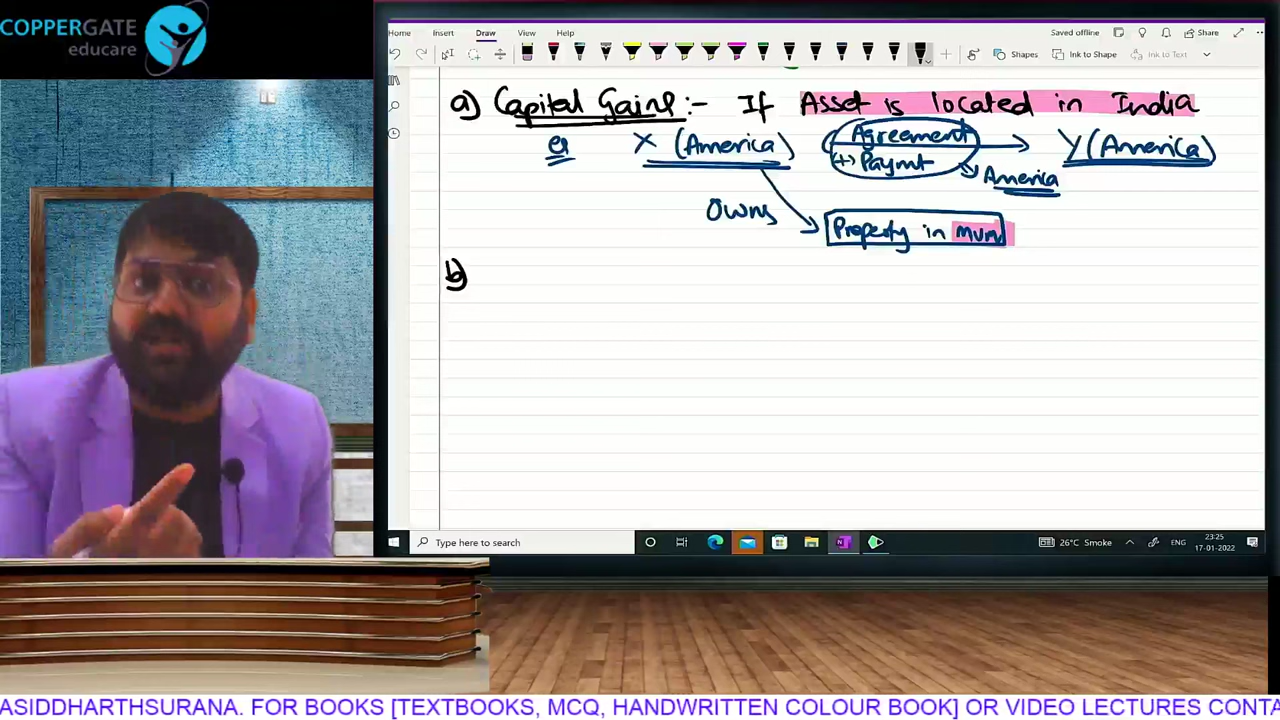 COPPERGATE
educare
Home Insert Draw View Help
Saved offline
Share
Shapes
Ink to Shape
Ink to Text
a) Capital Gains :- If Asset is located in India
eg X (America) Agreement Y (America)
(+) Paymt America
Owns
Property in Mum
b)
Type here to search
26°C Smoke
ENG
23:25
17-01-2022
ASIDDHARTHSURANA. FOR BOOKS [TEXTBOOKS, MCQ, HANDWRITTEN COLOUR BOOK] OR VIDEO LECTURES CONTA